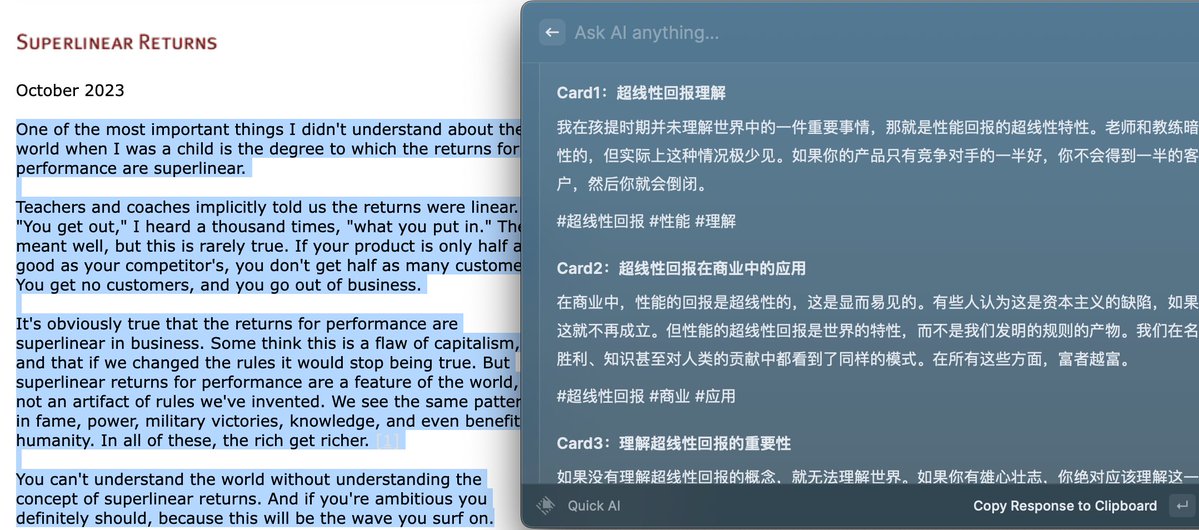 Superlinear Returns
October 2023
One of the most important things I didn't understand about the
world when I was a child is the degree to which the returns for
performance are superlinear.
Teachers and coaches implicitly told us the returns were linear.
"You get out," I heard a thousand times, "what you put in." The
meant well, but this is rarely true. If your product is only half a
good as your competitor's, you don't get half as many custome
You get no customers, and you go out of business.
It's obviously true that the returns for performance are
superlinear in business. Some think this is a flaw of capitalism,
and that if we changed the rules it would stop being true. But
superlinear returns for performance are a feature of the world,
not an artifact of rules we've invented. We see the same patter
in fame, power, military victories, knowledge, and even benefit
humanity. In all of these, the rich get richer. [1]
You can't understand the world without understanding the
concept of superlinear returns. And if you're ambitious you
definitely should, because this will be the wave you surf on.
Ask AI anything...
Card1：超线性回报理解
我在孩提时期并未理解世界中的一件重要事情，那就是性能回报的超线性特性。老师和教练暗
性的，但实际上这种情况极少见。如果你的产品只有竞争对手的一半好，你不会得到一半的客
户，然后你就会倒闭。
#超线性回报 #性能 #理解
Card2：超线性回报在商业中的应用
在商业中，性能的回报是超线性的，这是显而易见的。有些人认为这是资本主义的缺陷，如果
这就不再成立。但性能的超线性回报是世界的特性，而不是我们发明的规则的产物。我们在名
胜利、知识甚至对人类的贡献中都看到了同样的模式。在所有这些方面，富者越富。
#超线性回报 #商业 #应用
Card3：理解超线性回报的重要性
如果没有理解超线性回报的概念，就无法理解世界。如果你有雄心壮志，你绝对应该理解这一
Quick AI
Copy Response to Clipboard